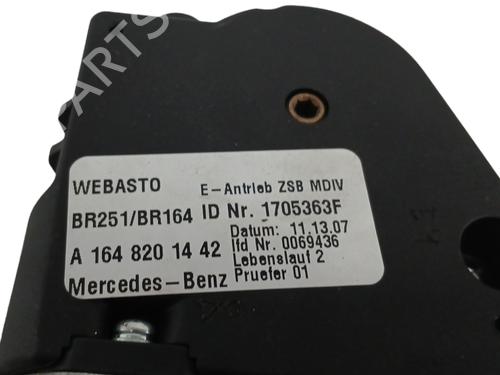 WEBASTO E-Antrieb ZSB MDIV
BR251/BR164 ID Nr. 1705363F
Datum: 11.13.07
A 164 820 14 42 lfd Nr. 0069436
Lebenslauf 2
Mercedes-Benz Pruefer 01
PARTS